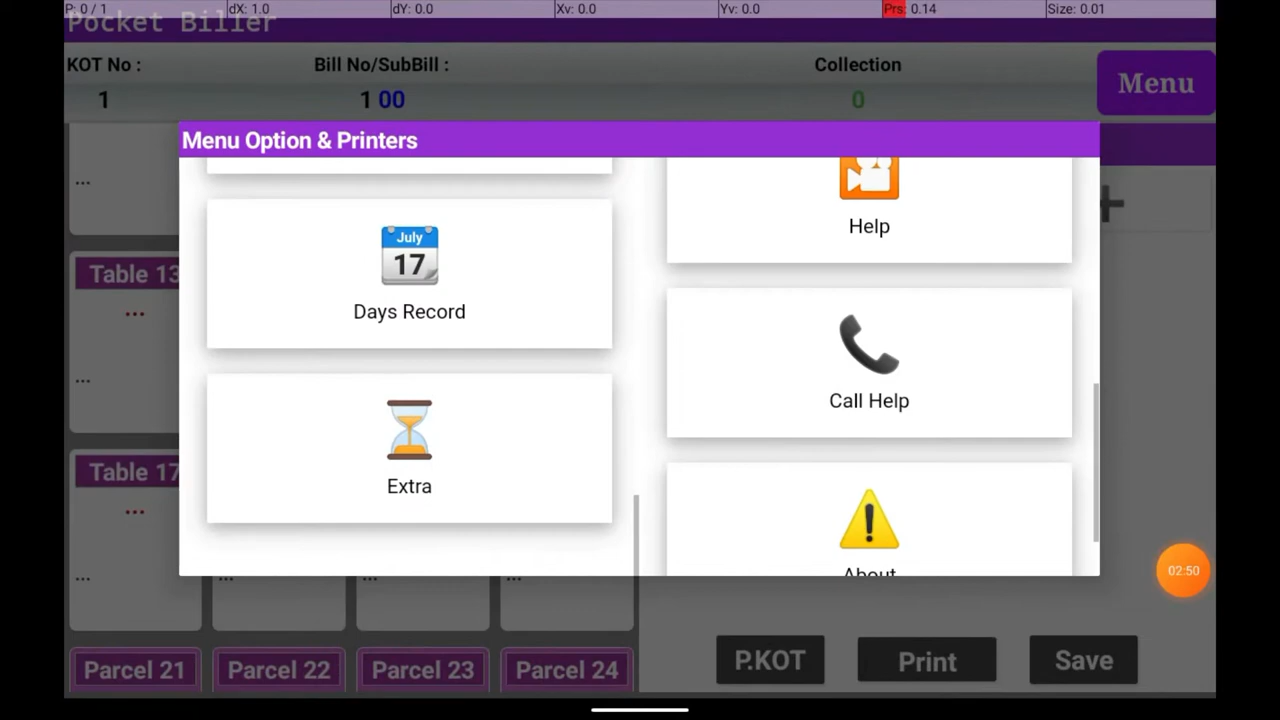 P: 0 / 1 dX: 1.0 dY: 0.0 Xv: 0.0 Yv: 0.0 Prs: 0.14 Size: 0.01
Pocket Biller
KOT No : Bill No/SubBill : Collection
1 1 00 0
Menu
Menu Option & Printers
...
July
17
Days Record
Extra
Help
Call Help
About
+
Table 13
...
...
Table 17
...
... ... ... ...
02:50
Parcel 21 Parcel 22 Parcel 23 Parcel 24
P.KOT Print Save